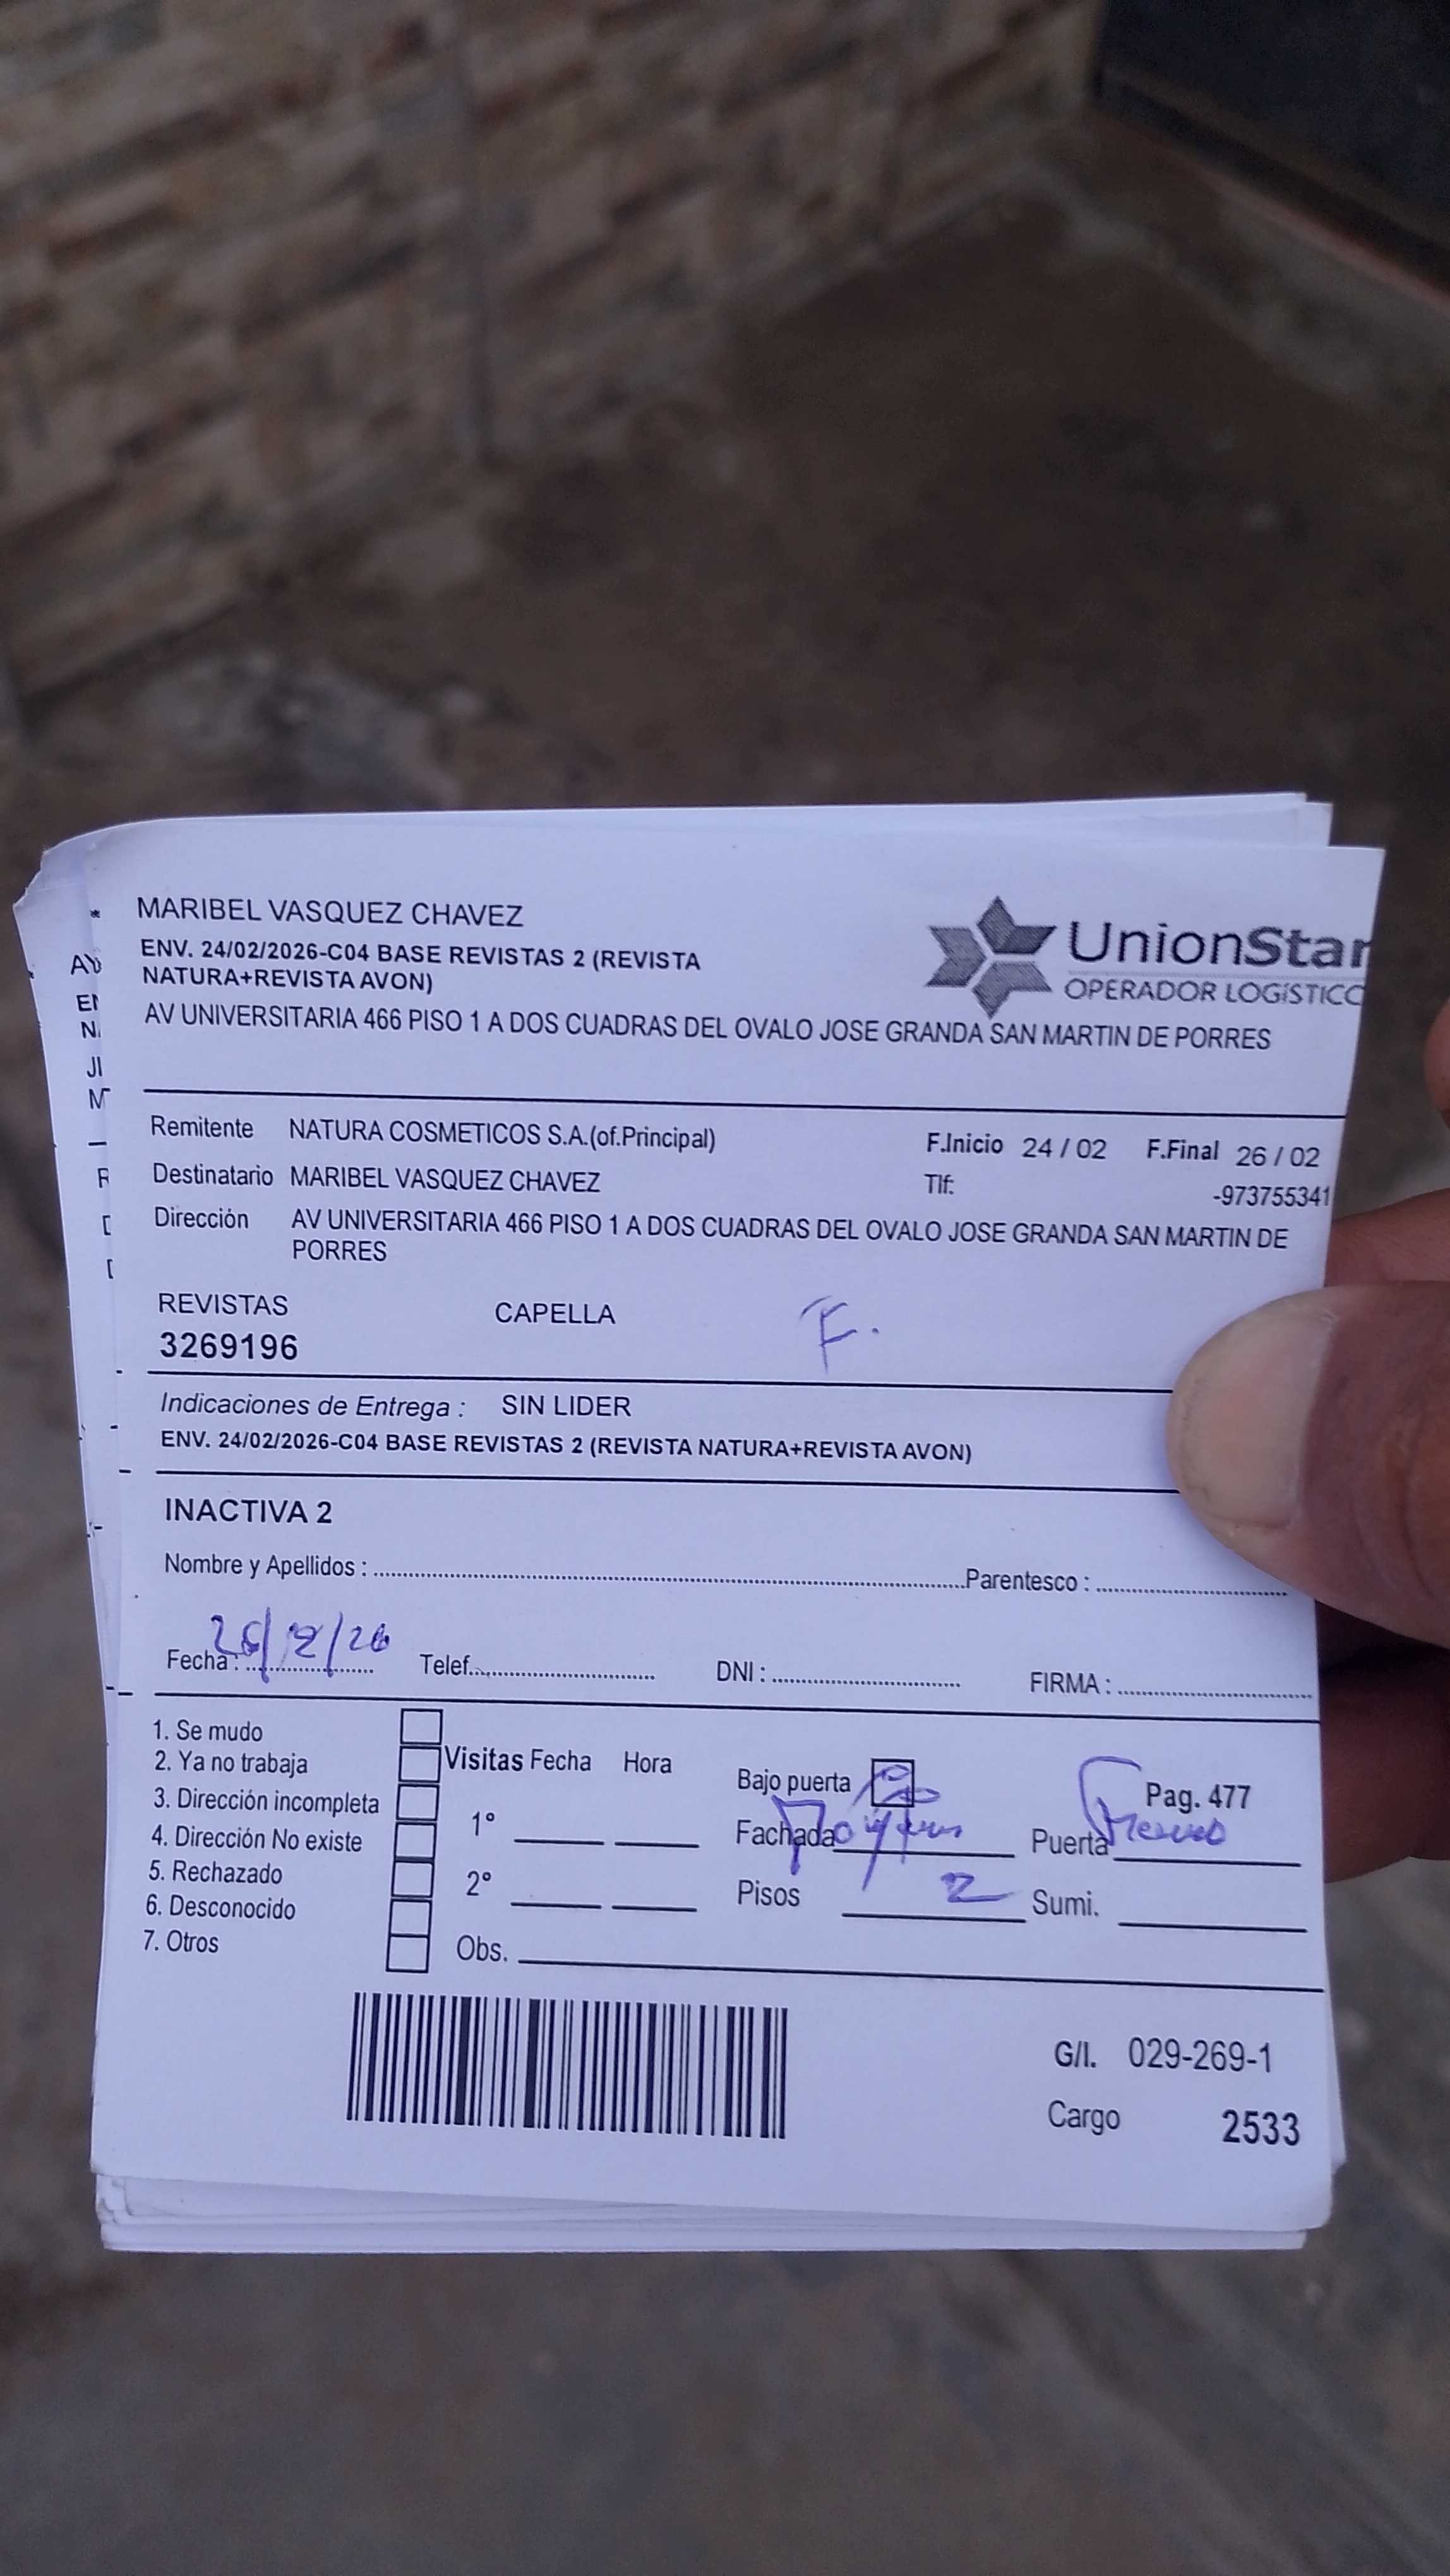 MARIBEL VASQUEZ CHAVEZ
ENV. 24/02/2026-C04 BASE REVISTAS 2 (REVISTA
NATURA+REVISTA AVON)
AV UNIVERSITARIA 466 PISO 1 A DOS CUADRAS DEL OVALO JOSE GRANDA SAN MARTIN DE PORRES
UnionStar
OPERADOR LOGÍSTICO
Remitente NATURA COSMETICOS S.A.(of.Principal) F.Inicio 24 / 02 F.Final 26 / 02
Destinatario MARIBEL VASQUEZ CHAVEZ Tlf: -973755341
Dirección AV UNIVERSITARIA 466 PISO 1 A DOS CUADRAS DEL OVALO JOSE GRANDA SAN MARTIN DE
PORRES
REVISTAS CAPELLA F.
3269196
Indicaciones de Entrega : SIN LIDER
ENV. 24/02/2026-C04 BASE REVISTAS 2 (REVISTA NATURA+REVISTA AVON)
INACTIVA 2
Nombre y Apellidos : Parentesco :
Fecha : 26/2/26 Telef. DNI : FIRMA :
1. Se mudo
2. Ya no trabaja
3. Dirección incompleta
4. Dirección No existe
5. Rechazado
6. Desconocido
7. Otros
Visitas Fecha Hora
1°
2°
Obs.
Bajo puerta Pag. 477
Fachada Puerta
Pisos 2 Sumi.
G/I. 029-269-1
Cargo 2533